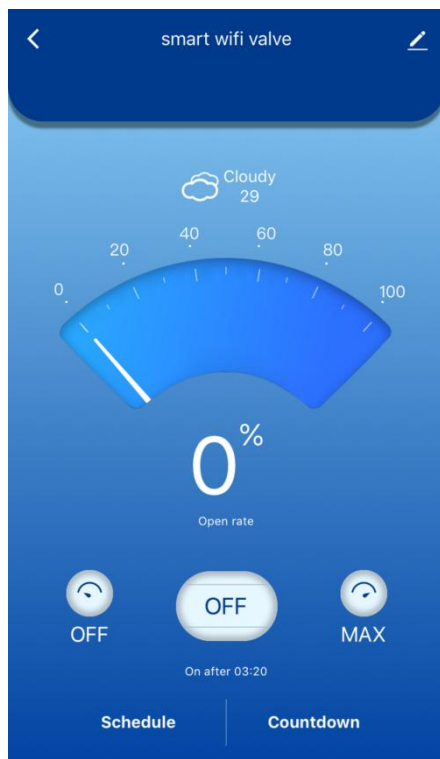 smart wifi valve
Cloudy
29
0 20 40 60 80 100
0%
Open rate
OFF
OFF
MAX
On after 03:20
Schedule
Countdown